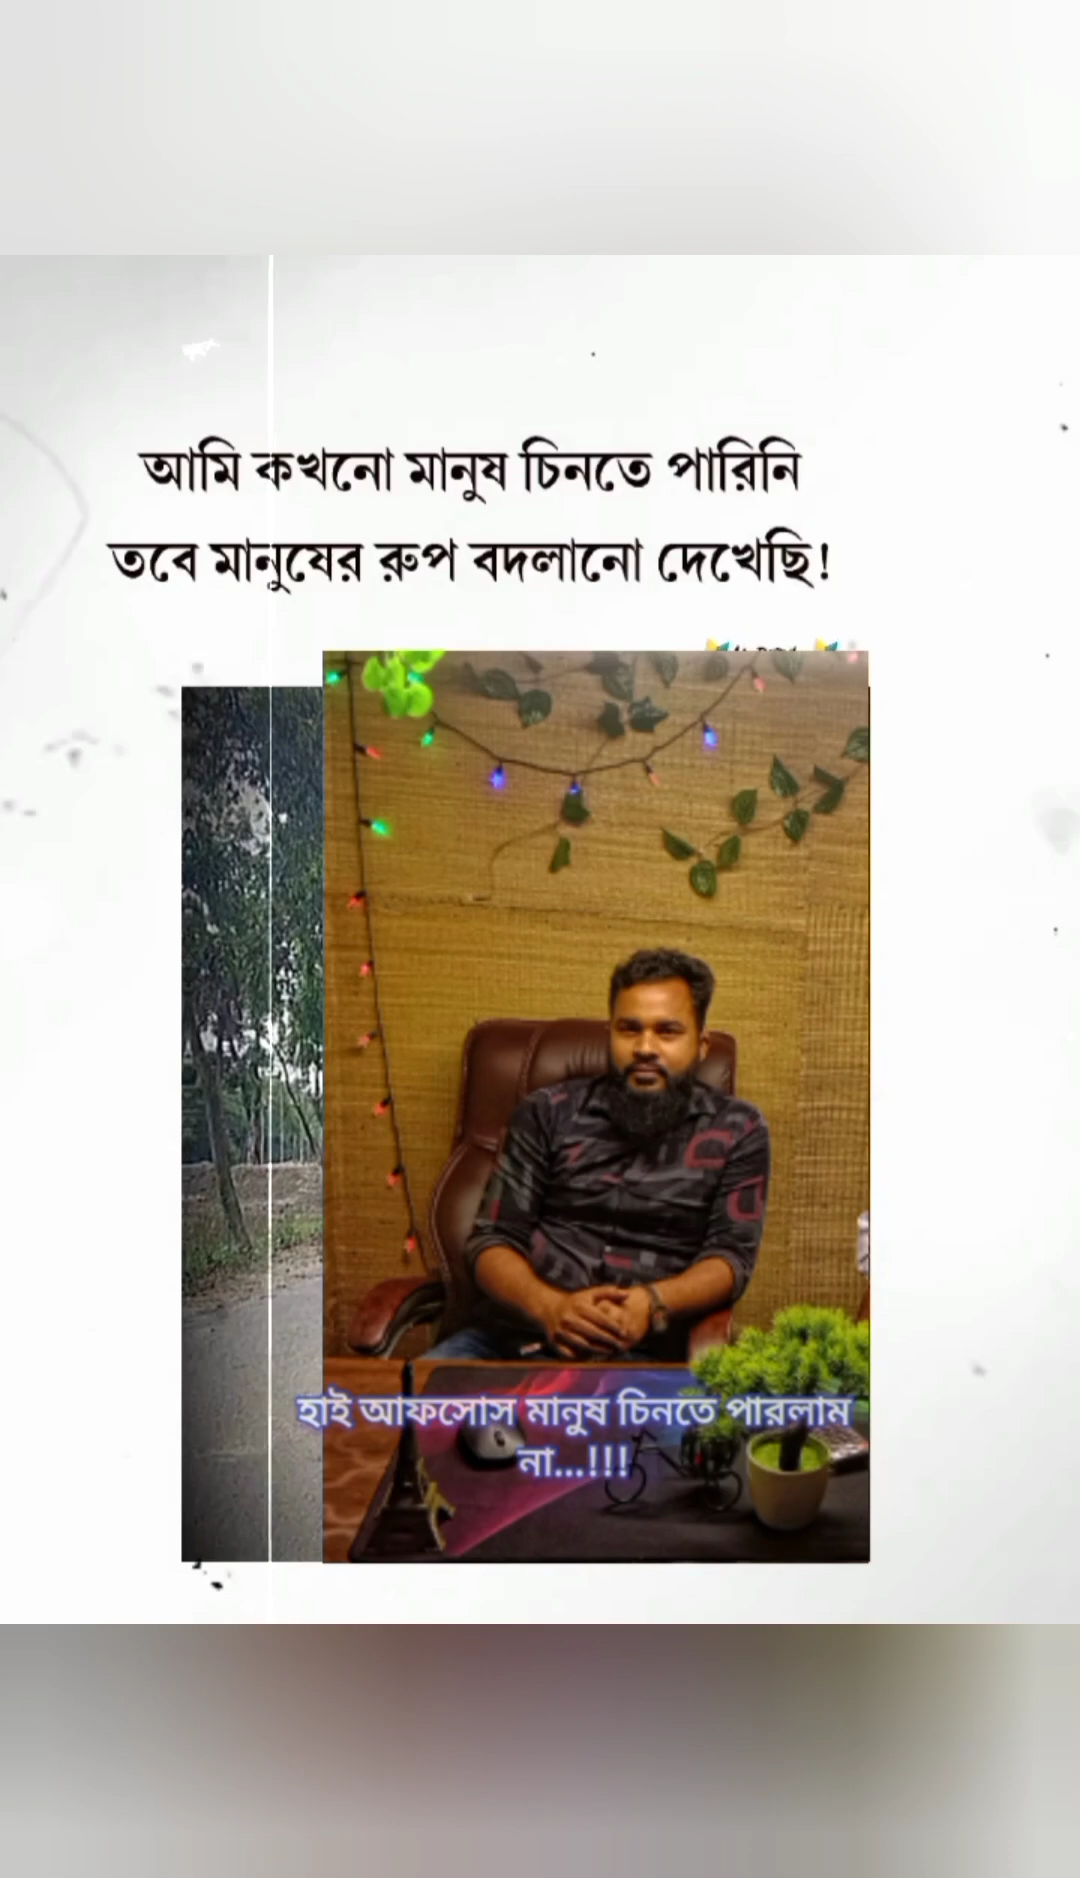 আমি কখনো মানুষ চিনতে পারিনি
তবে মানুষের রুপ বদলানো দেখেছি!
হাই আফসোস মানুষ চিনতে পারলাম
না...!!!